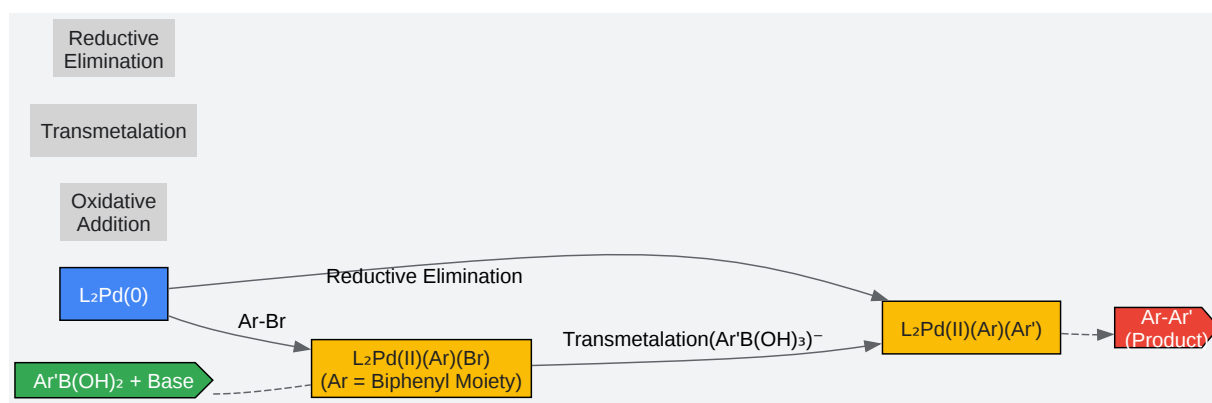 Reductive
Elimination
Transmetalation
Oxidative
Addition
L₂Pd(0)
Reductive Elimination
Ar-Br
Transmetalation(Ar'B(OH)₃)⁻
L₂Pd(II)(Ar)(Ar')
Ar-Ar'
(Product)
L₂Pd(II)(Ar)(Br)
(Ar = Biphenyl Moiety)
Ar'B(OH)₂ + Base